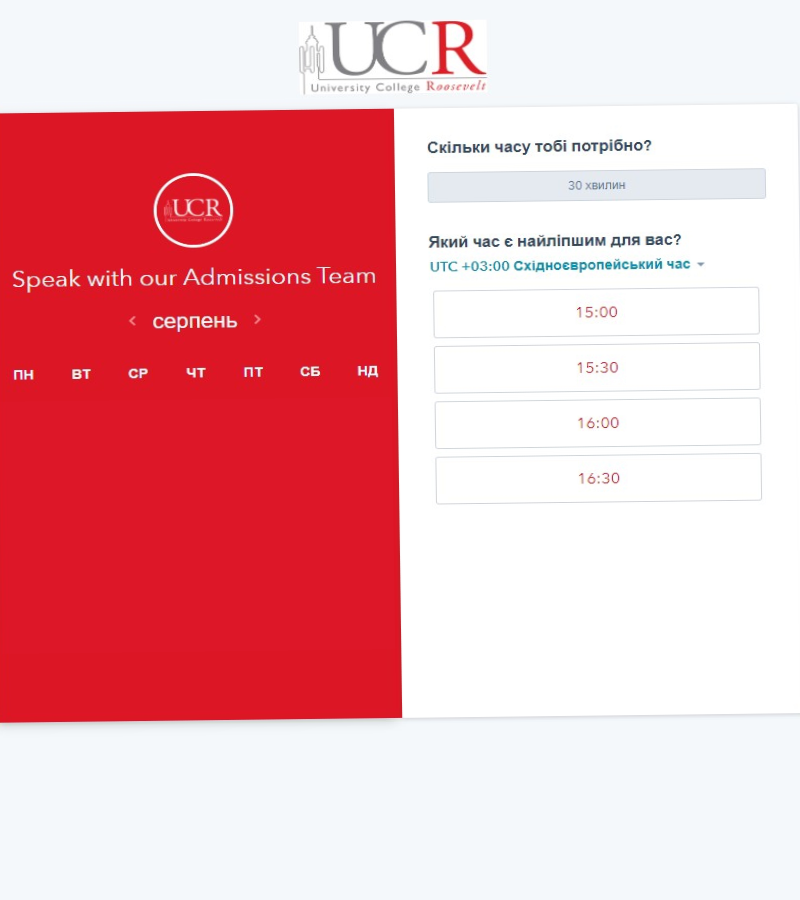 UCR
University College Roosevelt
UCR
Speak with our Admissions Team
серпень
ПН ВТ СР ЧТ ПТ СБ НД
Скільки часу тобі потрібно?
30 хвилин
Який час є найліпшим для вас?
UTC +03:00 Східноєвропейський час
15:00
15:30
16:00
16:30